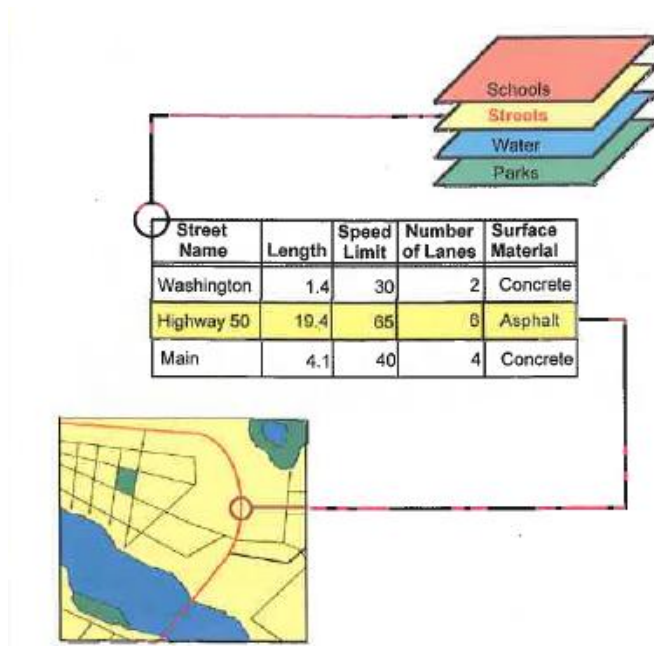 Schools
Streets
Water
Parks
Street Name Length Speed Limit Number of Lanes Surface Material
Washington 1.4 30 2 Concrete
Highway 50 19.4 65 6 Asphalt
Main 4.1 40 4 Concrete